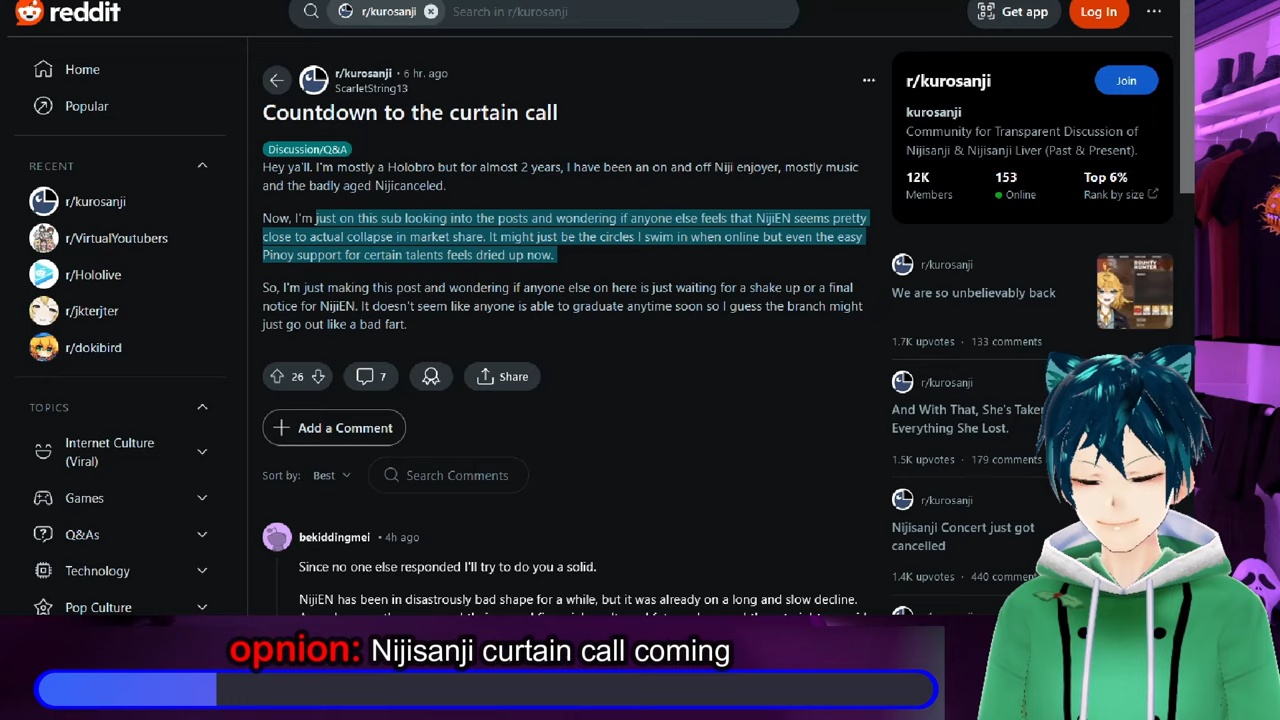 reddit
r/kurosanji
Search in r/kurosanji
Get app
Log In
Home
Popular
RECENT
r/kurosanji
r/VirtualYoutubers
r/Hololive
r/jkterjter
r/dokibird
TOPICS
Internet Culture
(Viral)
Games
Q&As
Technology
Pop Culture
r/kurosanji • 6 hr. ago
ScarletString13
Countdown to the curtain call
Discussion/Q&A
Hey ya'll. I'm mostly a Holobro but for almost 2 years, I have been an on and off Niji enjoyer, mostly music
and the badly aged Nijicanceled.
Now, I'm just on this sub looking into the posts and wondering if anyone else feels that NijiEN seems pretty
close to actual collapse in market share. It might just be the circles I swim in when online but even the easy
Pinoy support for certain talents feels dried up now.
So, I'm just making this post and wondering if anyone else on here is just waiting for a shake up or a final
notice for NijiEN. It doesn't seem like anyone is able to graduate anytime soon so I guess the branch might
just go out like a bad fart.
26
7
Share
Add a Comment
Sort by: Best
Search Comments
bekiddingmei • 4h ago
Since no one else responded I'll try to do you a solid.
NijiEN has been in disastrously bad shape for a while, but it was already on a long and slow decline.
r/kurosanji
Join
kurosanji
Community for Transparent Discussion of
Nijisanji & Nijisanji Liver (Past & Present).
12K
153
Top 6%
Members
Online
Rank by size
r/kurosanji
We are so unbelievably back
1.7K upvotes • 133 comments
r/kurosanji
And With That, She's Taken
Everything She Lost.
1.5K upvotes • 179 comments
r/kurosanji
Nijisanji Concert just got
cancelled
1.4K upvotes • 440 comments
opnion: Nijisanji curtain call coming